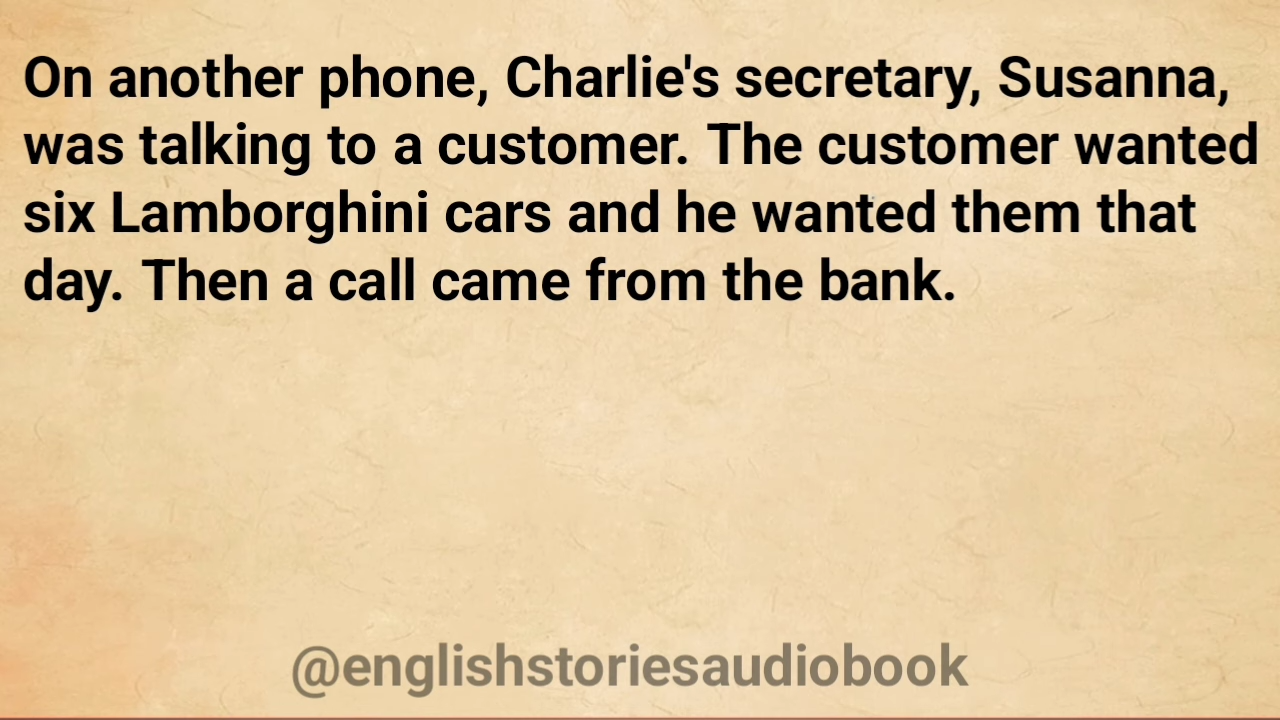 On another phone, Charlie's secretary, Susanna,
was talking to a customer. The customer wanted
six Lamborghini cars and he wanted them that
day. Then a call came from the bank.
@englishstoriesaudiobook